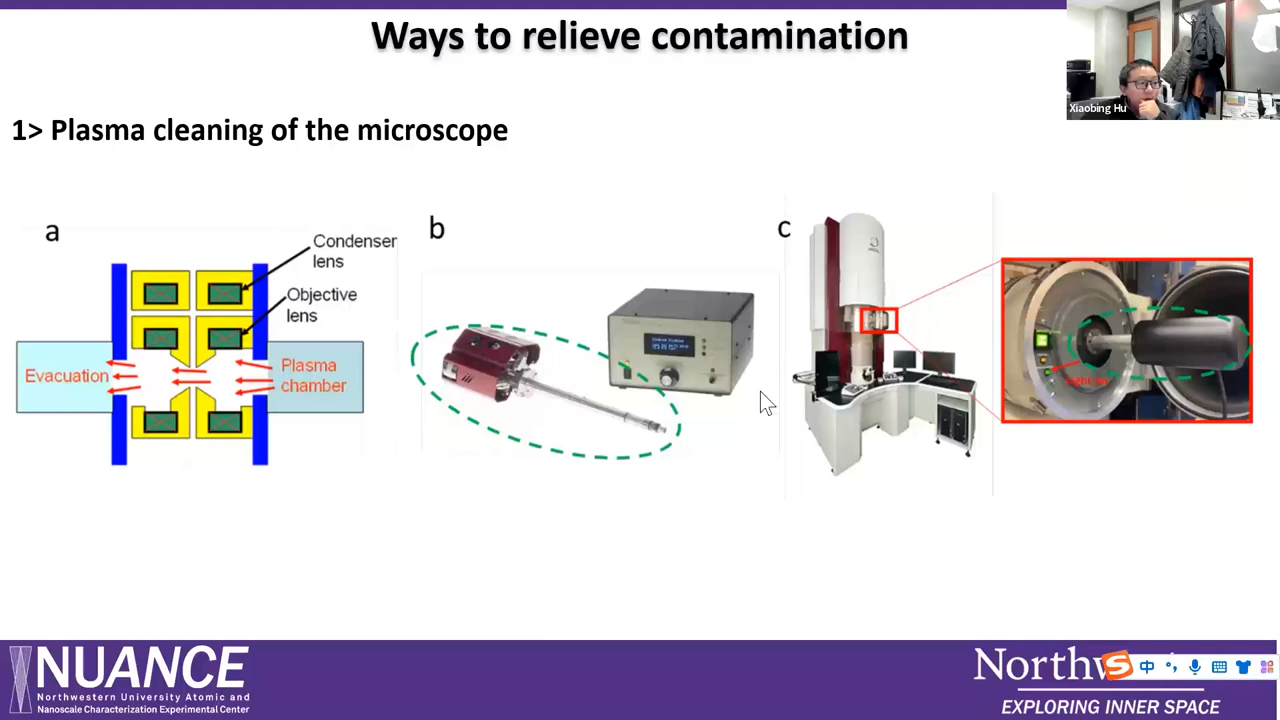 Ways to relieve contamination
Xiaobing Hu
1> Plasma cleaning of the microscope
a
b
c
Condenser
lens
Objective
lens
Evacuation
Plasma
chamber
NUANCE
Northwestern University Atomic and
Nanoscale Characterization Experimental Center
EXPLORING INNER SPACE
S
中